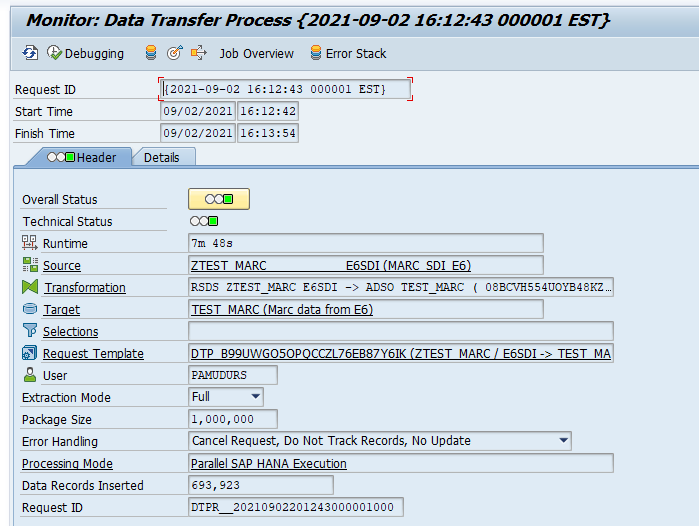 Monitor: Data Transfer Process {2021-09-02 16:12:43 000001 EST}
Debugging Job Overview Error Stack
Request ID {2021-09-02 16:12:43 000001 EST}
Start Time 09/02/2021 16:12:42
Finish Time 09/02/2021 16:13:54
Header Details
Overall Status
Technical Status
Runtime 7m 48s
Source ZTEST_MARC E6SDI (MARC_SDI_E6)
Transformation RSDS ZTEST_MARC E6SDI -> ADSO TEST_MARC ( 08BCVH554UOYB48KZ...
Target TEST_MARC (Marc data from E6)
Selections
Request Template DTP_B99UWGO5OPQCCZL76EB87Y6IK (ZTEST_MARC / E6SDI -> TEST_MA
User PAMUDURS
Extraction Mode Full
Package Size 1,000,000
Error Handling Cancel Request, Do Not Track Records, No Update
Processing Mode Parallel SAP HANA Execution
Data Records Inserted 693,923
Request ID DTPR__20210902201243000001000